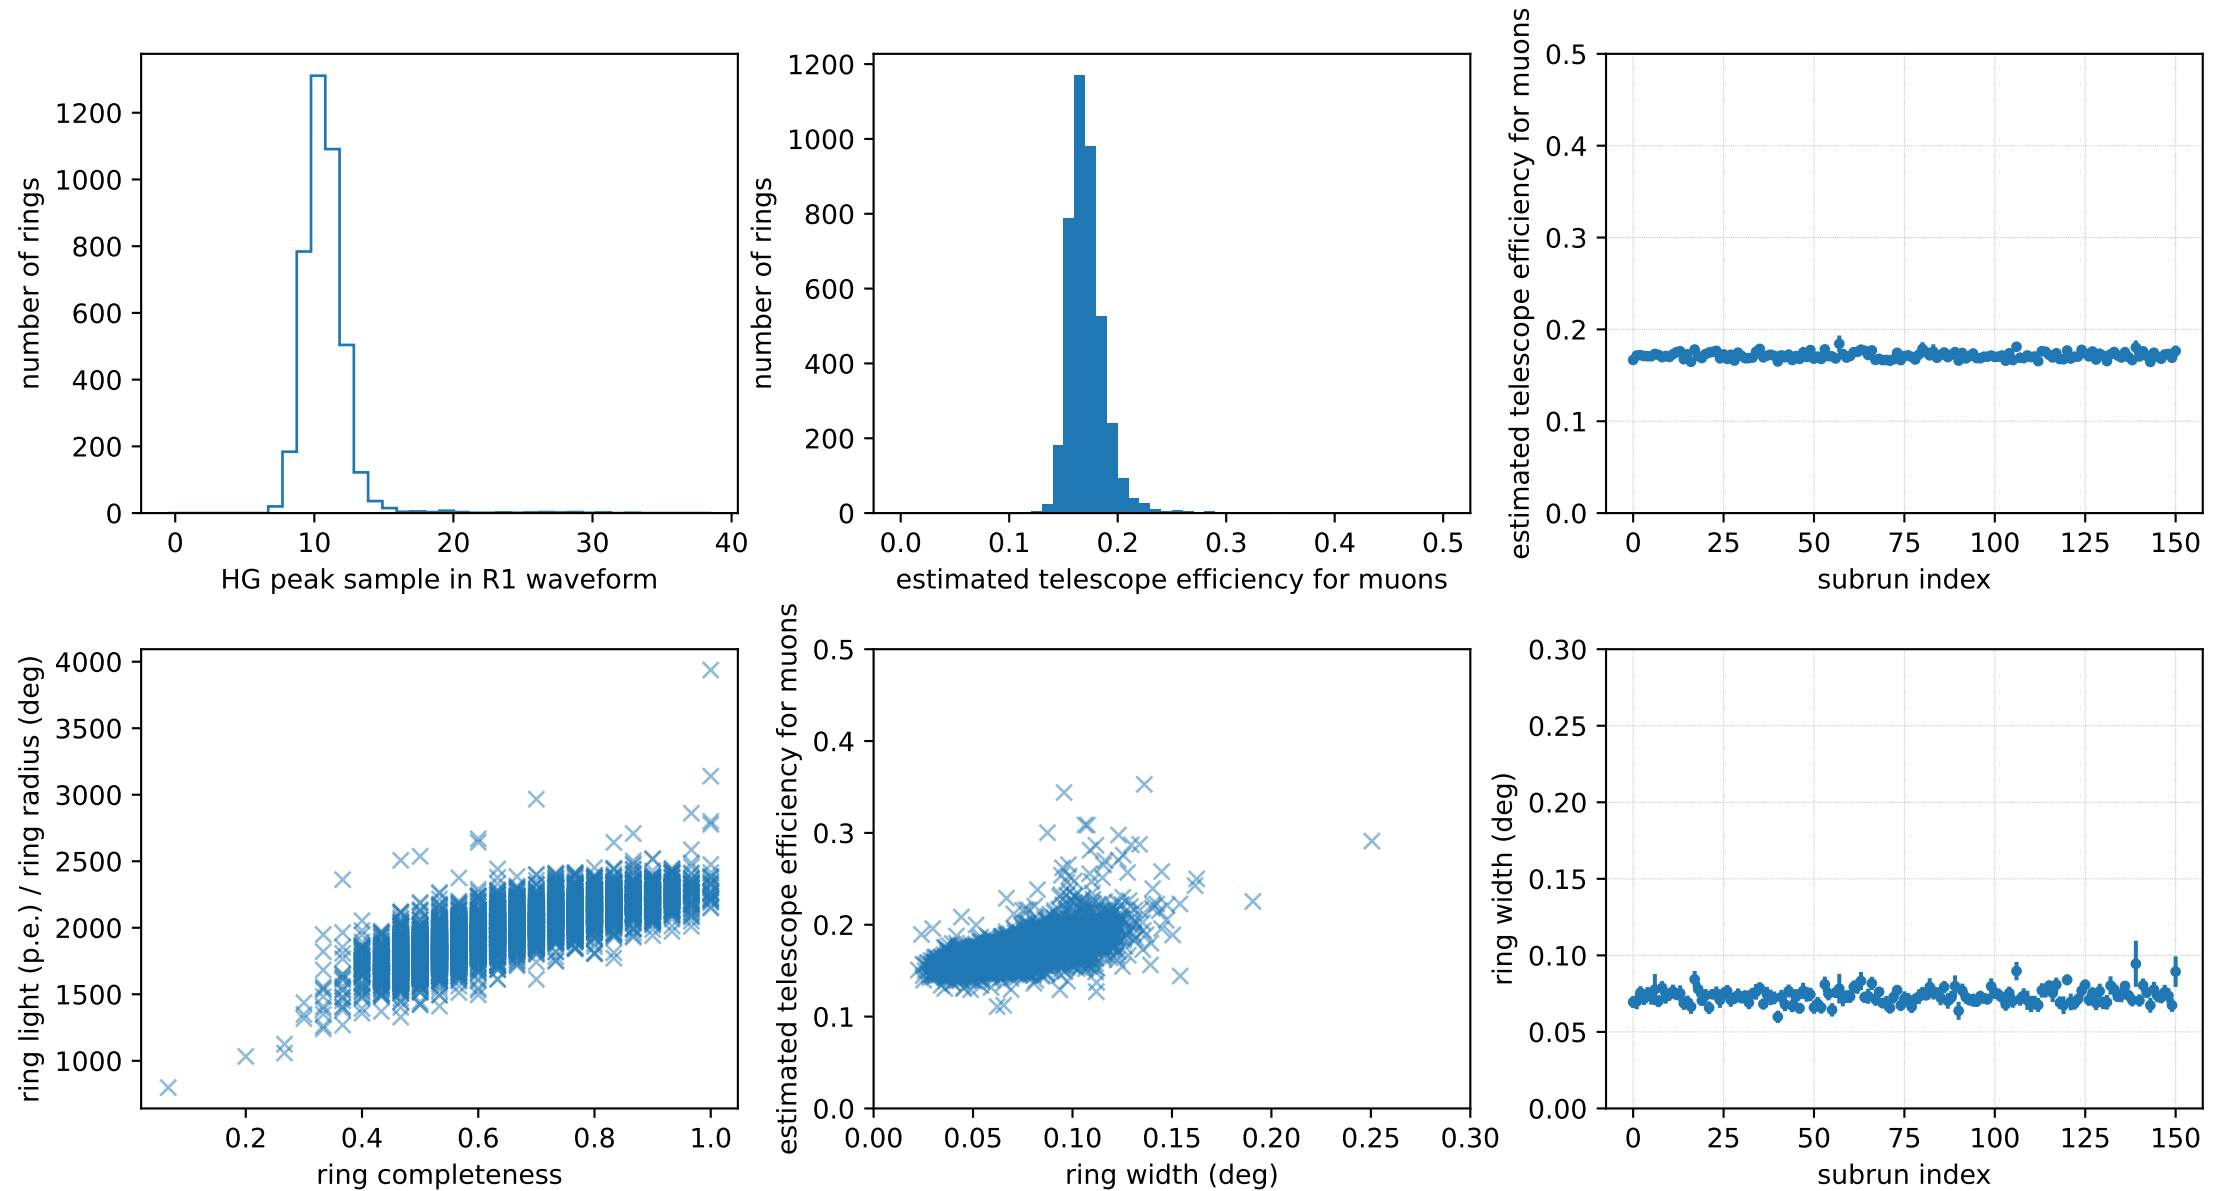 number of rings
1200
1000
800
600
400
200
0
0 10 20 30 40
HG peak sample in R1 waveform
number of rings
1200
1000
800
600
400
200
0
0.0 0.1 0.2 0.3 0.4 0.5
estimated telescope efficiency for muons
estimated telescope efficiency for muons
0.5
0.4
0.3
0.2
0.1
0.0
0 25 50 75 100 125 150
subrun index
ring light (p.e.) / ring radius (deg)
4000
3500
3000
2500
2000
1500
1000
0.2 0.4 0.6 0.8 1.0
ring completeness
estimated telescope efficiency for muons
0.5
0.4
0.3
0.2
0.1
0.0
0.00 0.05 0.10 0.15 0.20 0.25 0.30
ring width (deg)
ring width (deg)
0.30
0.25
0.20
0.15
0.10
0.05
0.00
0 25 50 75 100 125 150
subrun index